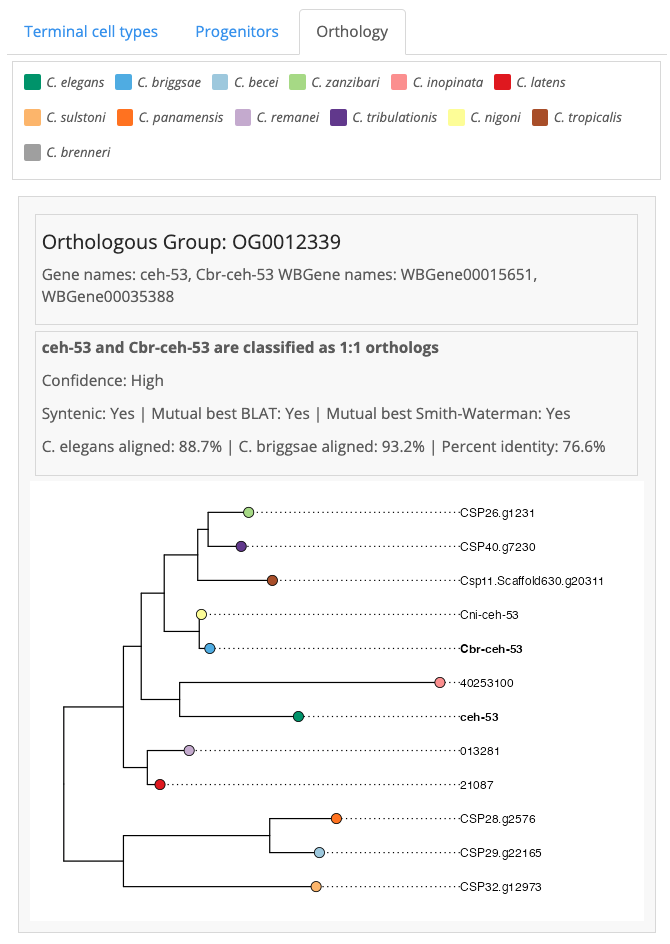 Terminal cell types Progenitors Orthology
C. elegans C. briggsae C. becei C. zanzibari C. inopinata C. latens
C. sulstoni C. panamensis C. remanei C. tribulationis C. nigoni C. tropicalis
C. brenneri
Orthologous Group: OG0012339
Gene names: ceh-53, Cbr-ceh-53 WBGene names: WBGene00015651,
WBGene00035388
ceh-53 and Cbr-ceh-53 are classified as 1:1 orthologs
Confidence: High
Syntenic: Yes | Mutual best BLAT: Yes | Mutual best Smith-Waterman: Yes
C. elegans aligned: 88.7% | C. briggsae aligned: 93.2% | Percent identity: 76.6%
CSP26.g1231
CSP40.g7230
Csp11.Scaffold630.g20311
Cni-ceh-53
Cbr-ceh-53
40253100
ceh-53
013281
21087
CSP28.g2576
CSP29.g22165
CSP32.g12973